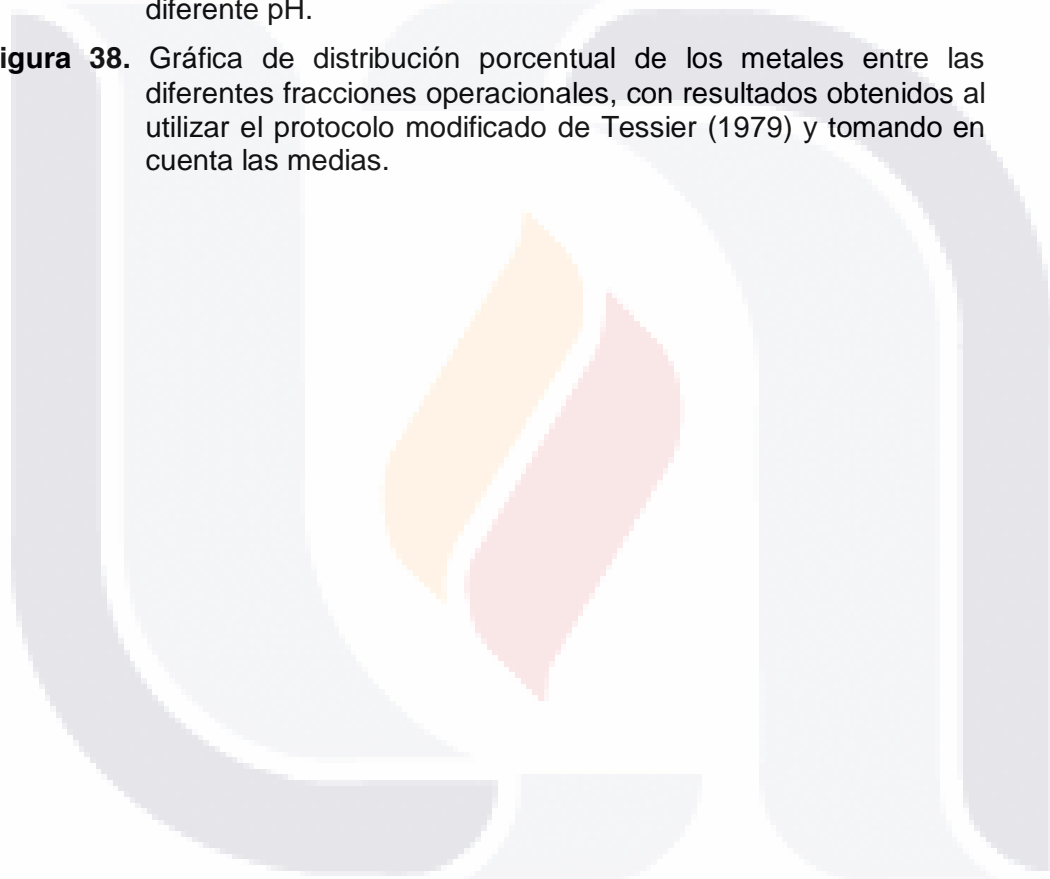 diferente pH.
igura 38. Gráfica de distribución porcentual de los metales entre las
diferentes fracciones operacionales, con resultados obtenidos al
utilizar el protocolo modificado de Tessier (1979) y tomando en
cuenta las medias.